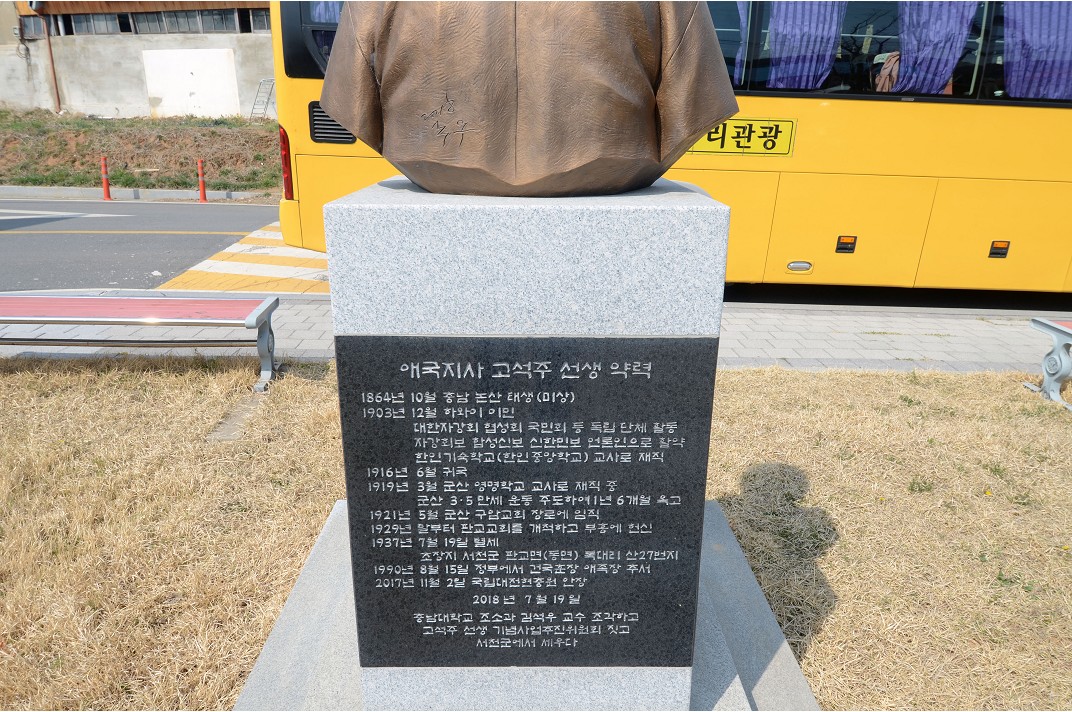 리관광
애국지사 고석주 선생 약력
1864년 10월 충남 논산 태생(미상)
1903년 12월 하와이 이민
대한자강회 협성회 국민회 등 독립 단체 활동
자강회보 합성신보 신한민보 언론인으로 활약
한인기숙학교(한인중앙학교) 교사로 재직
1916년 6월 귀국
1919년 3월 군산 영명학교 교사로 재직 중
군산 3·5 만세 운동 주도하여 1년 6개월 옥고
1921년 5월 군산 구암교회 장로에 임직
1929년 말부터 판교교회를 개척하고 부흥에 헌신
1937년 7월 19일 별세
초장지 서천군 판교면(동면) 복대리 산27번지
1990년 8월 15일 정부에서 건국훈장 애족장 추서
2017년 11월 2일 국립대전현충원 안장
2018년 7월 19일
충남대학교 조소과 김석우 교수 조각하고
고석주 선생 기념사업추진위원회 짓고
서천군에서 세우다